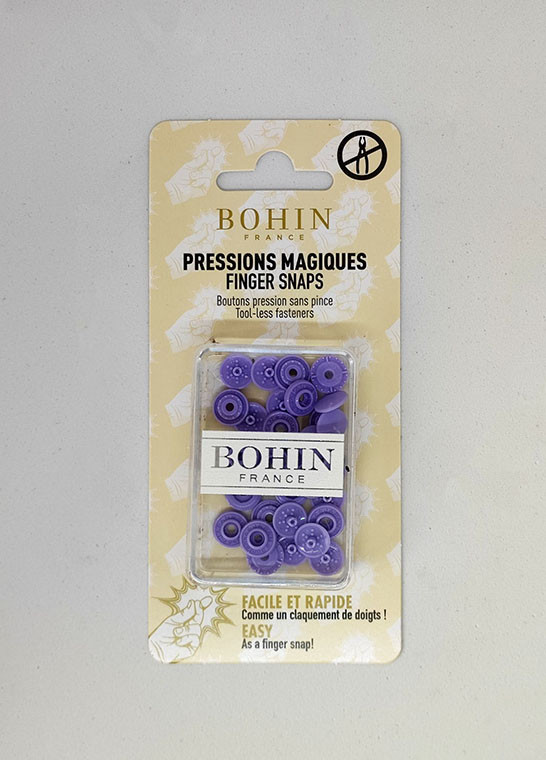 BOHIN
FRANCE
PRESSIONS MAGIQUES
FINGER SNAPS
Boutons pression sans pince
Tool-less fasteners
BOHIN
FRANCE
FACILE ET RAPIDE
Comme un claquement de doigts !
EASY
As a finger snap!